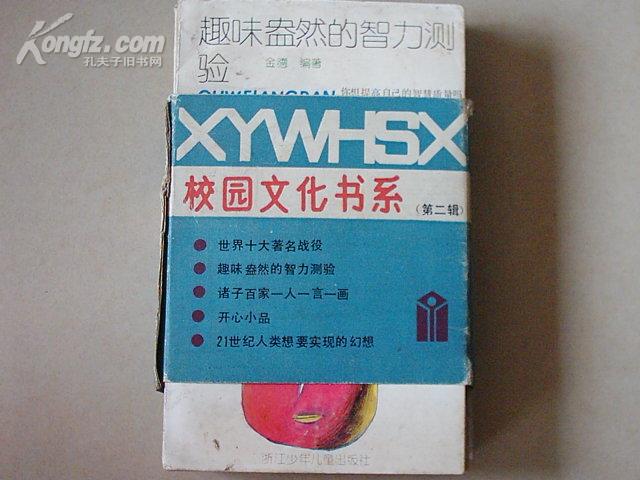 Kongfz.com
孔夫子旧书网
趣味盎然的智力测
验
金湾 编著
QUWEIANGRAN 你想提高自己的智慧质量吗
XYWHSX
校园文化书系
(第二辑)
世界十大著名战役
趣味盎然的智力测验
诸子百家一人一言一画
开心小品
21世纪人类想要实现的幻想
浙江少年儿童出版社